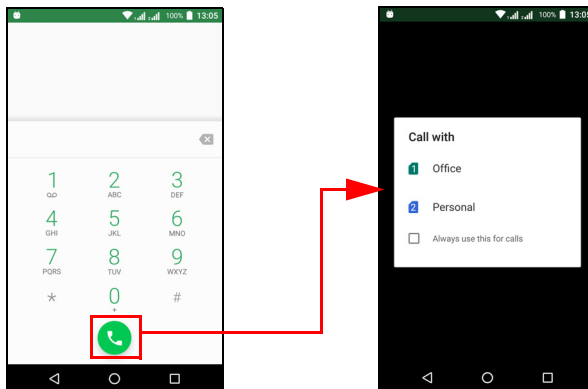 100% 13:05
1 2 3
ABC DEF
4 5 6
GHI JKL MNO
7 8 9
PQRS TUV WXYZ
* 0 #
+
100% 13:05
Call with
1 Office
2 Personal
Always use this for calls